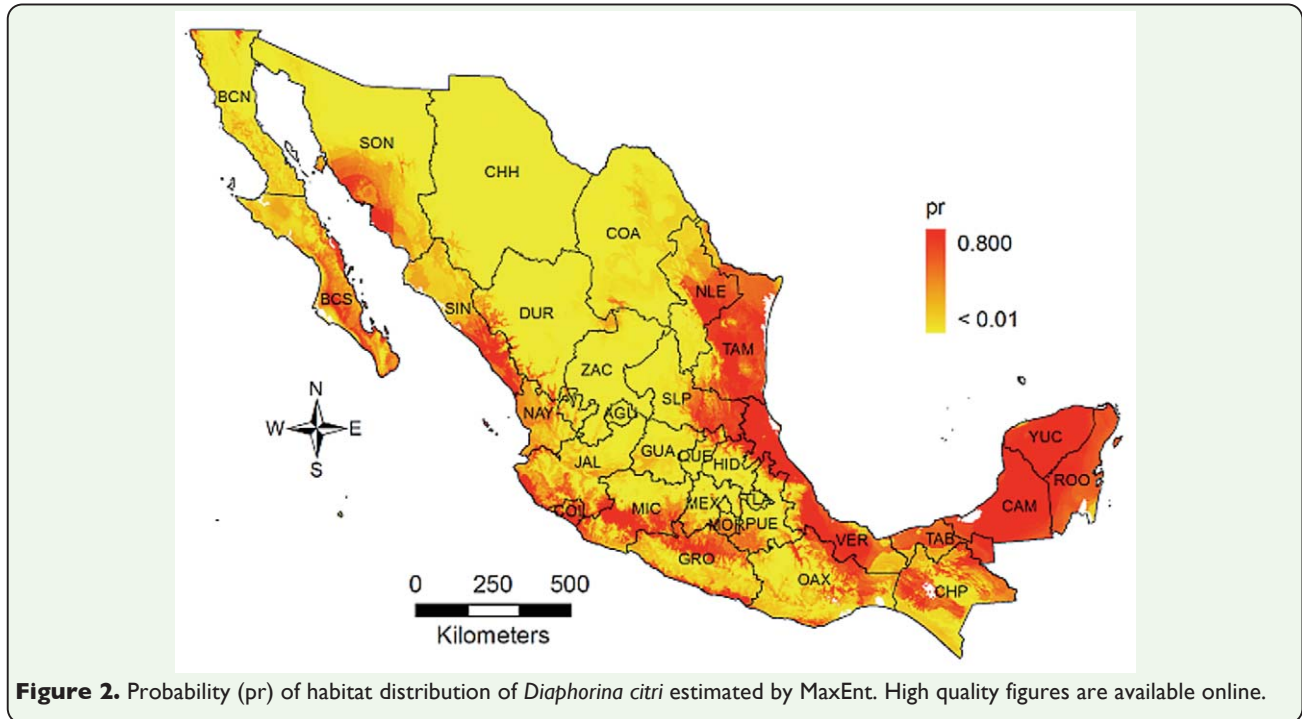 BCN
SON
CHH
COA
BCS
SIN
DUR
NLE
TAM
ZAC
SLP
NAY
AGU
JAL
GUA
QUE
HID
COL
MIC
MEX
TLA
MOR
PUE
GRO
OAX
VER
TAB
CHP
YUC
CAM
ROO
pr
0.800
< 0.01
N
W E
S
0 250 500
Kilometers
Figure 2. Probability (pr) of habitat distribution of Diaphorina citri estimated by MaxEnt. High quality figures are available online.